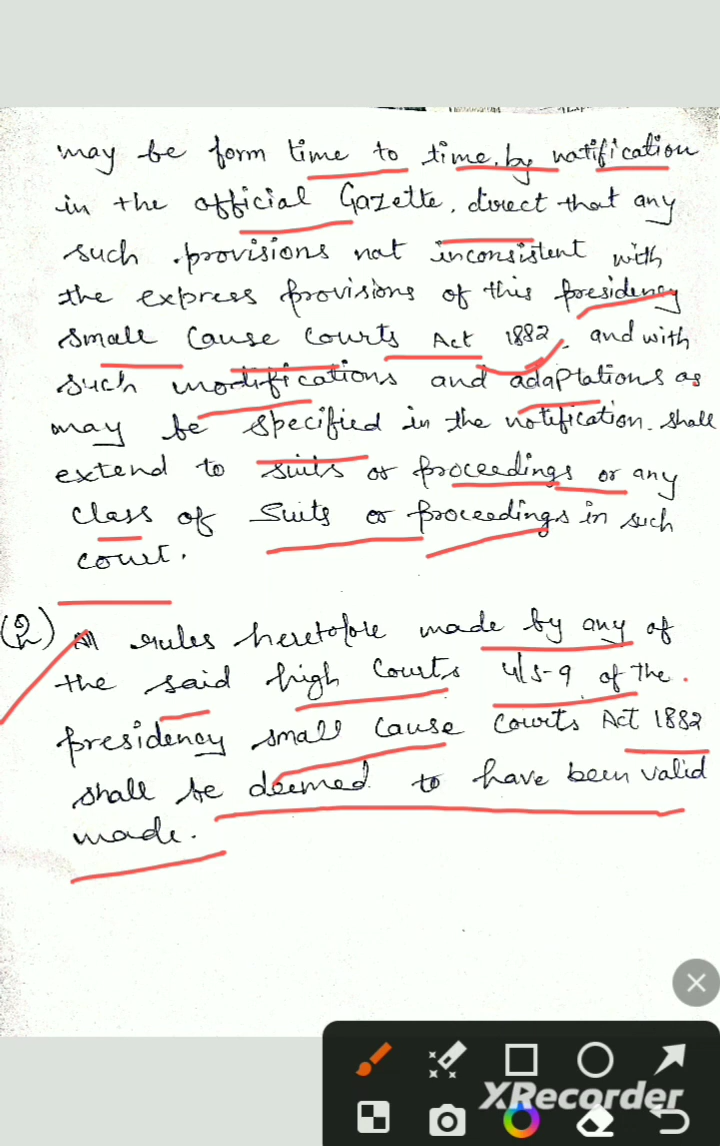 may be form time to time, by natification
in the official Gazette, direct that any
such provisions not inconsistent with
the express provisions of this presidency
small Cause Courts Act 1882, and with
such modifications and adaptations as
may be specified in the notification. shall
extend to suits or proceedings or any
class of Suits or proceedings in such
court.
(2) All rules heretofore made by any of
the said high Courts u/s-9 of the
presidency small cause Courts Act 1882
shall be deemed to have been valid
made.
XRecorder